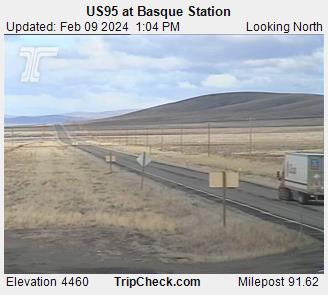 US95 at Basque Station
Updated: Feb 09 2024 1:04 PM Looking North
Elevation 4460 TripCheck.com Milepost 91.62